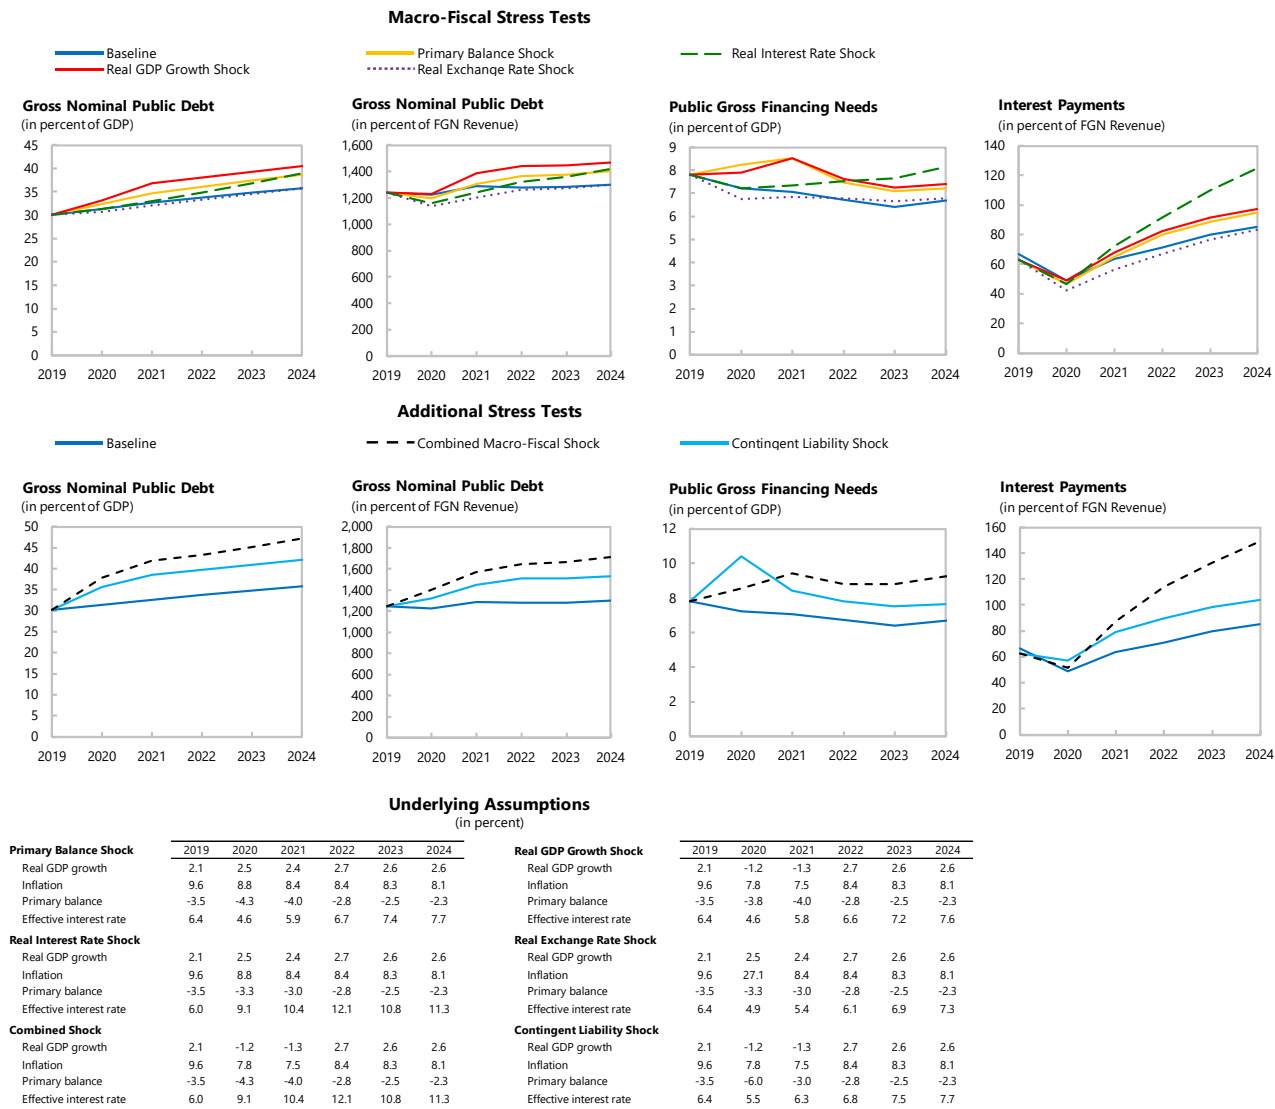 Macro-Fiscal Stress Tests
Baseline
Primary Balance Shock
Real Interest Rate Shock
Real GDP Growth Shock
Real Exchange Rate Shock
Gross Nominal Public Debt
(in percent of GDP)
45
40
35
30
25
20
15
10
5
0
2019 2020 2021 2022 2023 2024
Gross Nominal Public Debt
(in percent of FGN Revenue)
1,600
1,400
1,200
1,000
800
600
400
200
0
2019 2020 2021 2022 2023 2024
Public Gross Financing Needs
(in percent of GDP)
9
8
7
6
5
4
3
2
1
0
2019 2020 2021 2022 2023 2024
Interest Payments
(in percent of FGN Revenue)
140
120
100
80
60
40
20
0
2019 2020 2021 2022 2023 2024
Additional Stress Tests
Baseline
Combined Macro-Fiscal Shock
Contingent Liability Shock
Gross Nominal Public Debt
(in percent of GDP)
50
45
40
35
30
25
20
15
10
5
0
2019 2020 2021 2022 2023 2024
Gross Nominal Public Debt
(in percent of FGN Revenue)
2,000
1,800
1,600
1,400
1,200
1,000
800
600
400
200
0
2019 2020 2021 2022 2023 2024
Public Gross Financing Needs
(in percent of GDP)
12
10
8
6
4
2
0
2019 2020 2021 2022 2023 2024
Interest Payments
(in percent of FGN Revenue)
160
140
120
100
80
60
40
20
0
2019 2020 2021 2022 2023 2024
Underlying Assumptions
(in percent)
Primary Balance Shock 2019 2020 2021 2022 2023 2024
Real GDP growth 2.1 2.5 2.4 2.7 2.6 2.6
Inflation 9.6 8.8 8.4 8.4 8.3 8.1
Primary balance -3.5 -4.3 -4.0 -2.8 -2.5 -2.3
Effective interest rate 6.4 4.6 5.9 6.7 7.4 7.7
Real Interest Rate Shock
Real GDP growth 2.1 2.5 2.4 2.7 2.6 2.6
Inflation 9.6 8.8 8.4 8.4 8.3 8.1
Primary balance -3.5 -3.3 -3.0 -2.8 -2.5 -2.3
Effective interest rate 6.0 9.1 10.4 12.1 10.8 11.3
Combined Shock
Real GDP growth 2.1 -1.2 -1.3 2.7 2.6 2.6
Inflation 9.6 7.8 7.5 8.4 8.3 8.1
Primary balance -3.5 -4.3 -4.0 -2.8 -2.5 -2.3
Effective interest rate 6.0 9.1 10.4 12.1 10.8 11.3
Real GDP Growth Shock 2019 2020 2021 2022 2023 2024
Real GDP growth 2.1 -1.2 -1.3 2.7 2.6 2.6
Inflation 9.6 7.8 7.5 8.4 8.3 8.1
Primary balance -3.5 -3.8 -4.0 -2.8 -2.5 -2.3
Effective interest rate 6.4 4.6 5.8 6.6 7.2 7.6
Real Exchange Rate Shock
Real GDP growth 2.1 2.5 2.4 2.7 2.6 2.6
Inflation 9.6 27.1 8.4 8.4 8.3 8.1
Primary balance -3.5 -3.3 -3.0 -2.8 -2.5 -2.3
Effective interest rate 6.4 4.9 5.4 6.1 6.9 7.3
Contingent Liability Shock
Real GDP growth 2.1 -1.2 -1.3 2.7 2.6 2.6
Inflation 9.6 7.8 7.5 8.4 8.3 8.1
Primary balance -3.5 -6.0 -3.0 -2.8 -2.5 -2.3
Effective interest rate 6.4 5.5 6.3 6.8 7.5 7.7